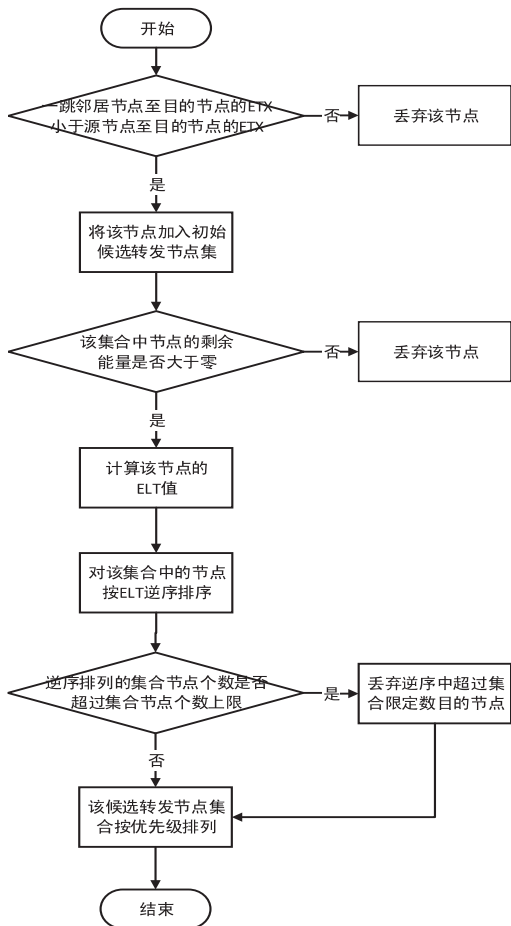 开始
一跳邻居节点至目的节点的ETX
小于源节点至目的节点的ETX
否
丢弃该节点
是
将该节点加入初始
候选转发节点集
该集合中节点的剩余
能量是否大于零
否
丢弃该节点
是
计算该节点的
ELT值
对该集合中的节点
按ELT逆序排序
逆序排列的集合节点个数是否
超过集合节点个数上限
是
丢弃逆序中超过集
合限定数目的节点
否
该候选转发节点集
合按优先级排列
结束